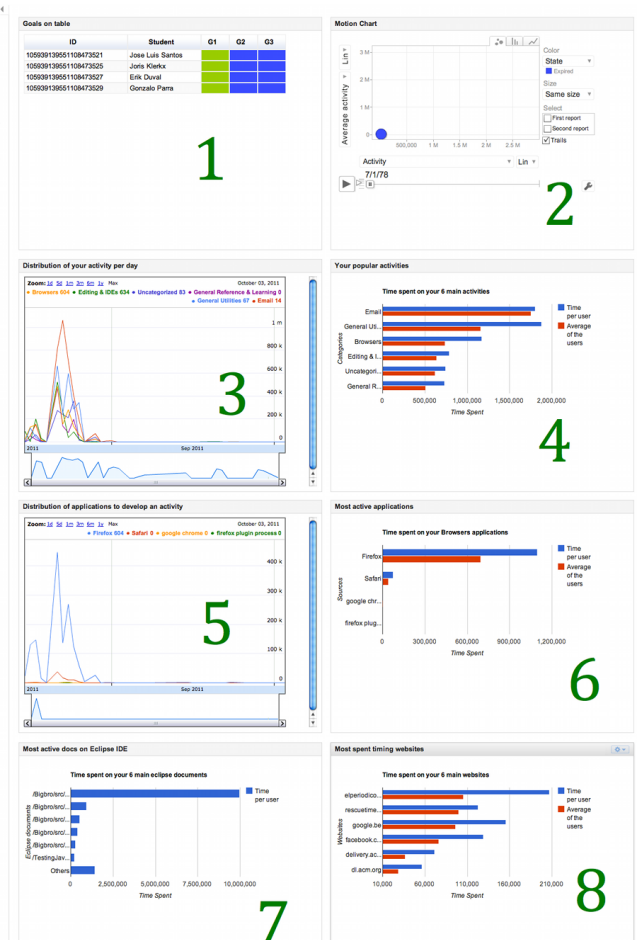 Goals on table
ID Student G1 G2 G3
105939139551108473521 Jose Luis Santos
105939139551108473525 Joris Klerkx
105939139551108473527 Erik Duval
105939139551108473529 Gonzalo Parra
1
Motion Chart
Lin
Average activity
3 M
2 M
1 M
0
500,000 1 M 1.5 M 2 M 2.5 M
Activity Lin
7/1/78
Color
State
Expired
Size
Same size
Select
First report
Second report
Trails
2
Distribution of your activity per day
Zoom: 1d 5d 1m 3m 6m 1y Max October 03, 2011
Browsers 604 Editing & IDEs 634 Uncategorized 83 General Reference & Learning 0
General Utilities 67 Email 14
1 m
800 k
600 k
400 k
200 k
0
2011 Sep 2011
3
Your popular activities
Time spent on your 6 main activities
Categories
Email
General Uti...
Browsers
Editing & I...
Uncategori...
General R...
0 500,000 1,000,000 1,500,000 2,000,000
Time Spent
Time
per user
Average
of the
users
4
Distribution of applications to develop an activity
Zoom: 1d 5d 1m 3m 6m 1y Max October 03, 2011
Firefox 604 Safari 0 google chrome 0 firefox plugin process 0
400 k
300 k
200 k
100 k
0
2011 Sep 2011
5
Most active applications
Time spent on your Browsers applications
Sources
Firefox
Safari
google chr...
firefox plug...
0 300,000 600,000 900,000 1,200,000
Time Spent
Time
per user
Average
of the
users
6
Most active docs on Eclipse IDE
Time spent on your 6 main eclipse documents
Eclipse documents
/Bigbro/src/...
/Bigbro/src/...
/Bigbro/src/...
/Bigbro/src/...
/Bigbro/src/...
/TestingJav...
Others
0 2,500,000 5,000,000 7,500,000 10,000,000
Time Spent
Time
per user
7
Most spent timing websites
Time spent on your 6 main websites
Websites
elperiodico...
rescuetime...
google.be
facebook.c...
delivery.ac...
dl.acm.org
10,000 60,000 110,000 160,000 210,000
Time Spent
Time
per user
Average
of the
users
8